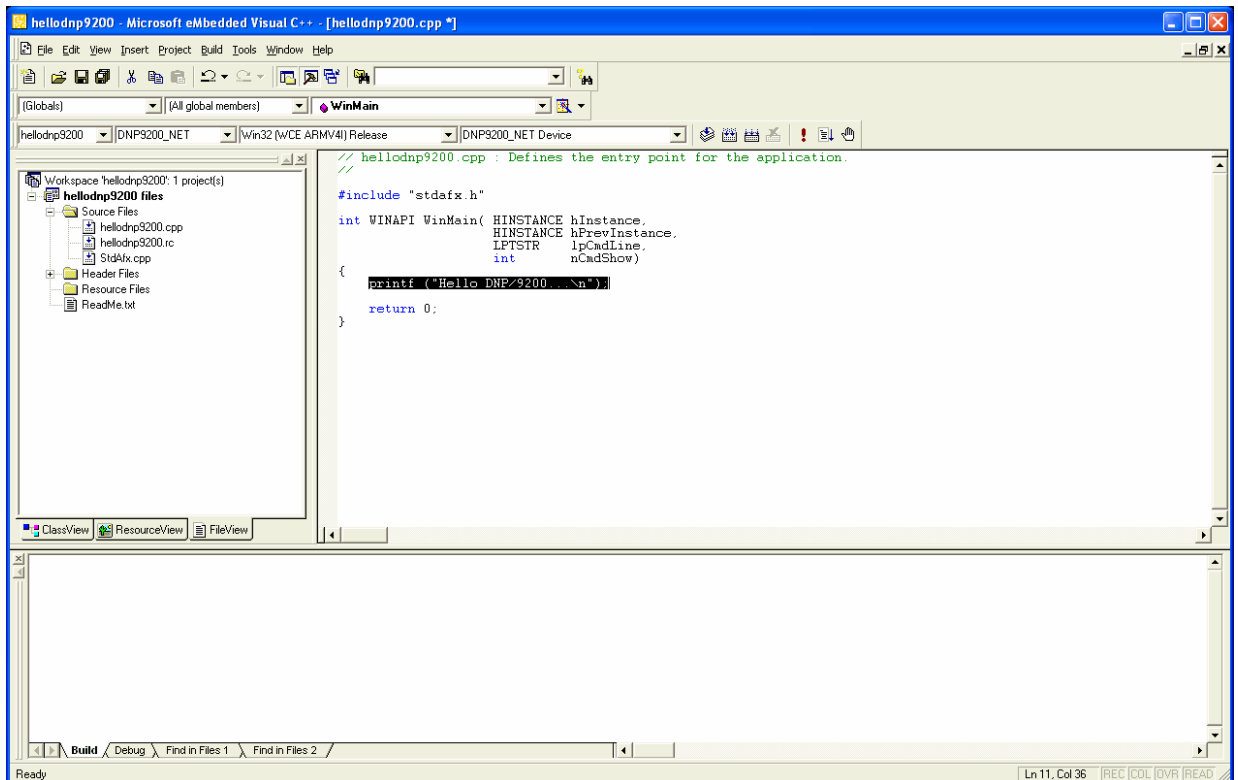 hellodnp9200 - Microsoft eMbedded Visual C++ - [hellodnp9200.cpp *]
File Edit View Insert Project Build Tools Window Help
(Globals) (All global members) WinMain
hellodnp9200 DNP9200_NET Win32 (WCE ARMV4I) Release DNP9200_NET Device
Workspace 'hellodnp9200': 1 project(s)
hellodnp9200 files
Source Files
hellodnp9200.cpp
hellodnp9200.rc
StdAfx.cpp
Header Files
Resource Files
ReadMe.txt
ClassView ResourceView FileView
// hellodnp9200.cpp : Defines the entry point for the application.
//
#include "stdafx.h"
int WINAPI WinMain( HINSTANCE hInstance,
HINSTANCE hPrevInstance,
LPTSTR lpCmdLine,
int nCmdShow)
{
printf ("Hello DNP/9200...\n");
return 0;
}
Build Debug Find in Files 1 Find in Files 2
Ready Ln 11, Col 36 REC COL OVR READ